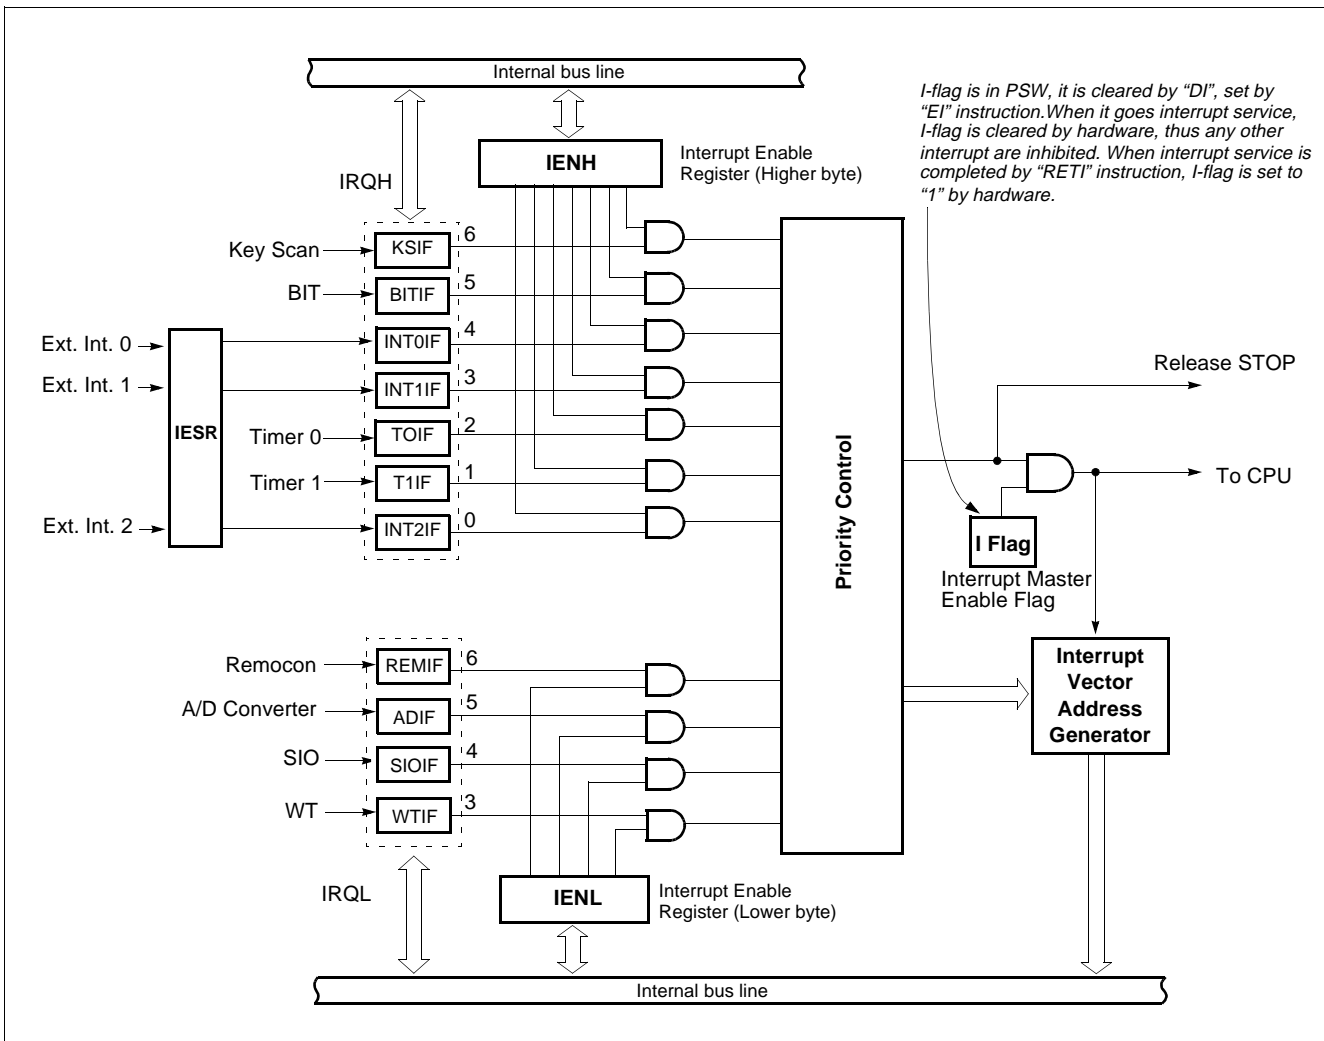 Internal bus line
I-flag is in PSW, it is cleared by “DI”, set by
“EI” instruction.When it goes interrupt service,
I-flag is cleared by hardware, thus any other
interrupt are inhibited. When interrupt service is
completed by “RETI” instruction, I-flag is set to
“1” by hardware.
IENH
Interrupt Enable
Register (Higher byte)
IRQH
Key Scan
KSIF
6
BIT
BITIF
5
Ext. Int. 0
INT0IF
4
Ext. Int. 1
INT1IF
3
IESR
Timer 0
TOIF
2
Timer 1
T1IF
1
Ext. Int. 2
INT2IF
0
Priority Control
Release STOP
To CPU
I Flag
Interrupt Master
Enable Flag
Remocon
REMIF
6
A/D Converter
ADIF
5
SIO
SIOIF
4
WT
WTIF
3
Interrupt
Vector
Address
Generator
IRQL
IENL
Interrupt Enable
Register (Lower byte)
Internal bus line